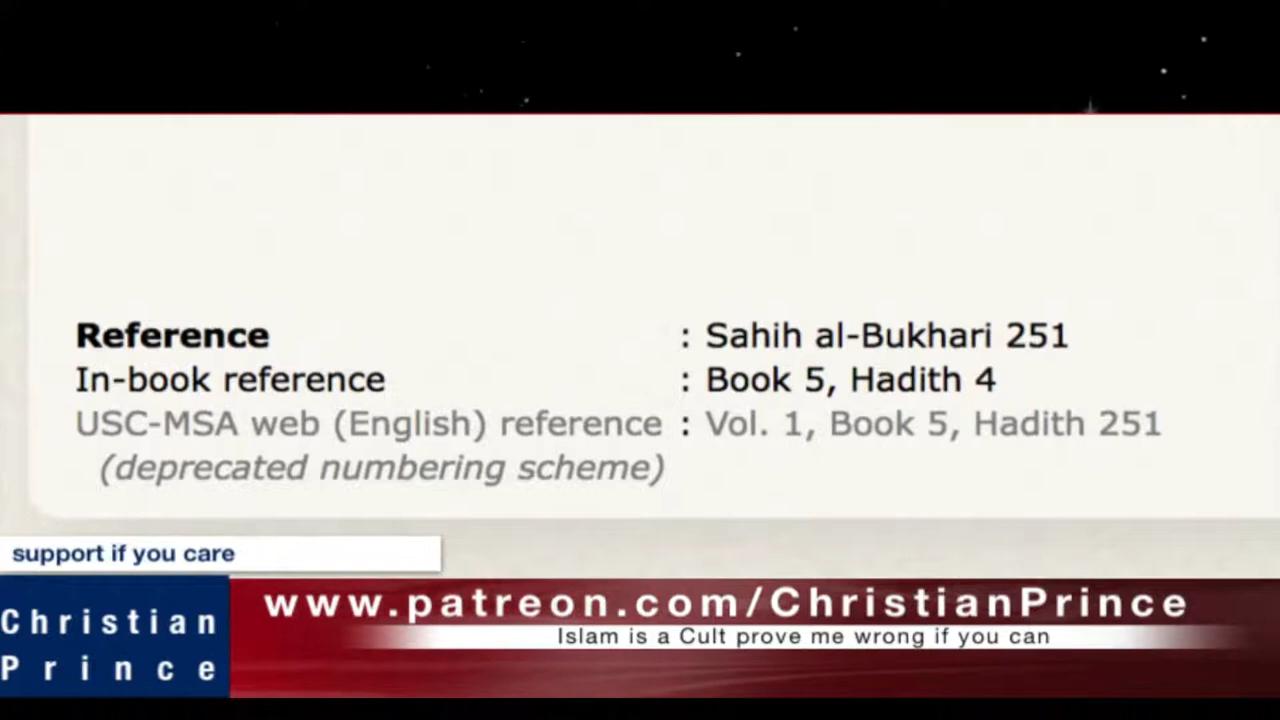 Reference : Sahih al-Bukhari 251
In-book reference : Book 5, Hadith 4
USC-MSA web (English) reference : Vol. 1, Book 5, Hadith 251
(deprecated numbering scheme)
support if you care
Christian
Prince
www.patreon.com/ChristianPrince
Islam is a Cult prove me wrong if you can